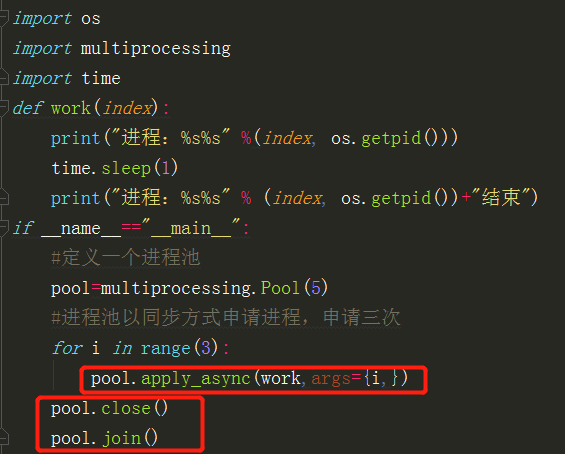 import os
import multiprocessing
import time
def work(index):
    print("进程：%s%s" %(index, os.getpid()))
    time.sleep(1)
    print("进程：%s%s" % (index, os.getpid())+"结束")
if __name__=="__main__":
    #定义一个进程池
    pool=multiprocessing.Pool(5)
    #进程池以同步方式申请进程，申请三次
    for i in range(3):
        pool.apply_async(work,args={i,})
    pool.close()
    pool.join()